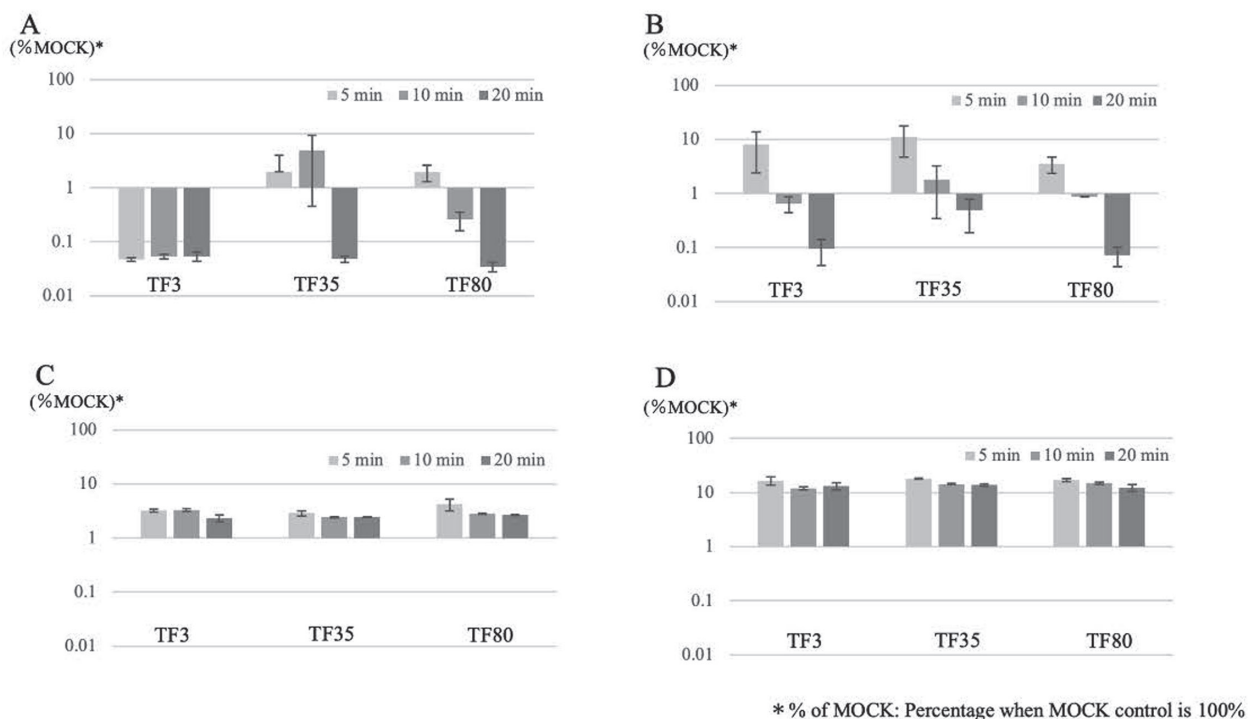 A
(%MOCK)*
100
5 min 10 min 20 min
10
1
0.1
TF3 TF35 TF80
0.01
B
(%MOCK)*
100
5 min 10 min 20 min
10
1
0.1
TF3 TF35 TF80
0.01
C
(%MOCK)*
100
5 min 10 min 20 min
10
1
0.1
TF3 TF35 TF80
0.01
D
(%MOCK)*
100
5 min 10 min 20 min
10
1
0.1
TF3 TF35 TF80
0.01
* % of MOCK: Percentage when MOCK control is 100%